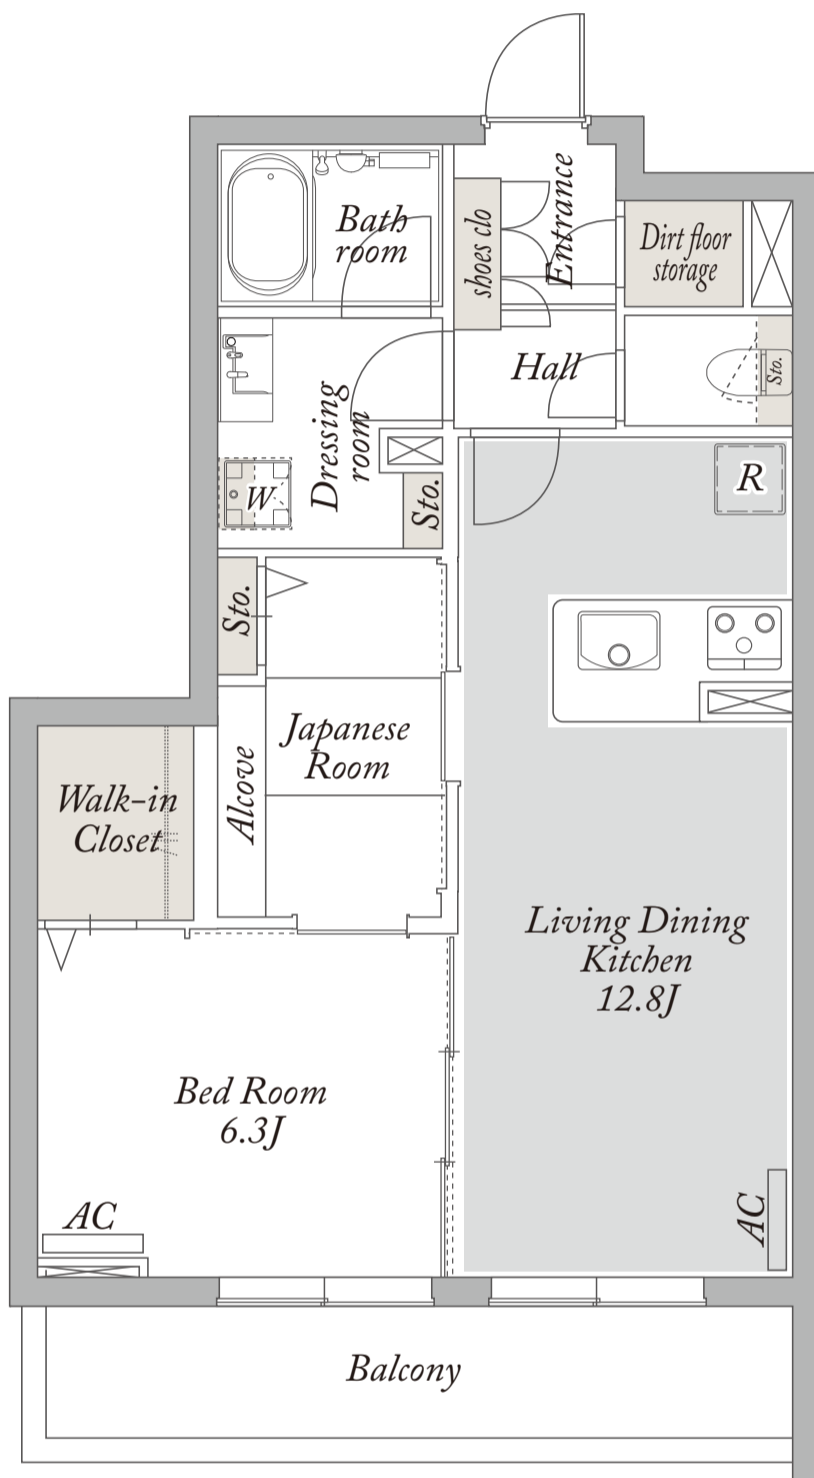 Bath
room
shoes clo
Entrance
Dirt floor
storage
Hall
Sto.
Dressing
room
W
Sto.
R
Sto.
Japanese
Room
Alcove
Walk-in
Closet
Living Dining
Kitchen
12.8J
Bed Room
6.3J
AC
AC
Balcony